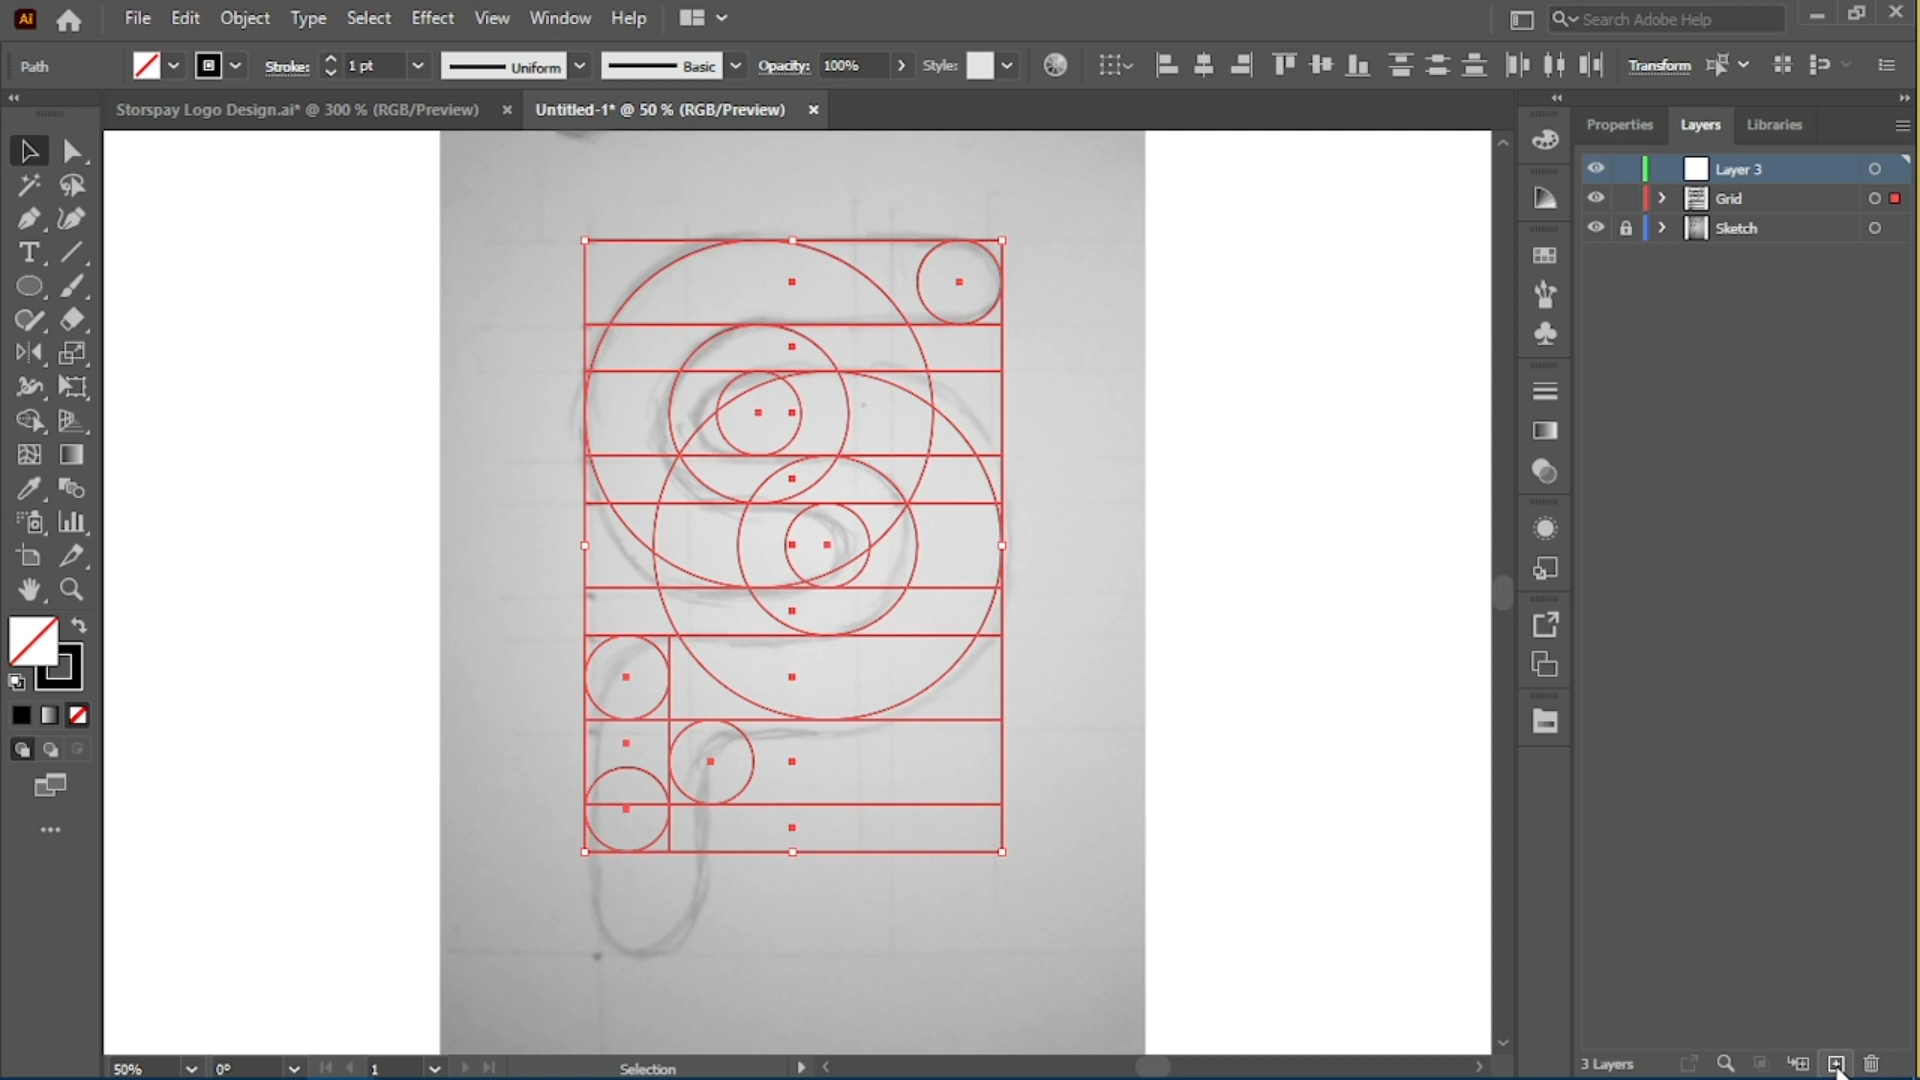 Ai File Edit Object Type Select Effect View Window Help Search Adobe Help
Path Stroke: 1 pt Uniform Basic Opacity: 100% Style: Transform
Storspay Logo Design.ai* @ 300 % (RGB/Preview) × Untitled-1* @ 50 % (RGB/Preview) ×
Properties Layers Libraries
Layer 3
Grid
Sketch
50% 0° 1 Selection
3 Layers